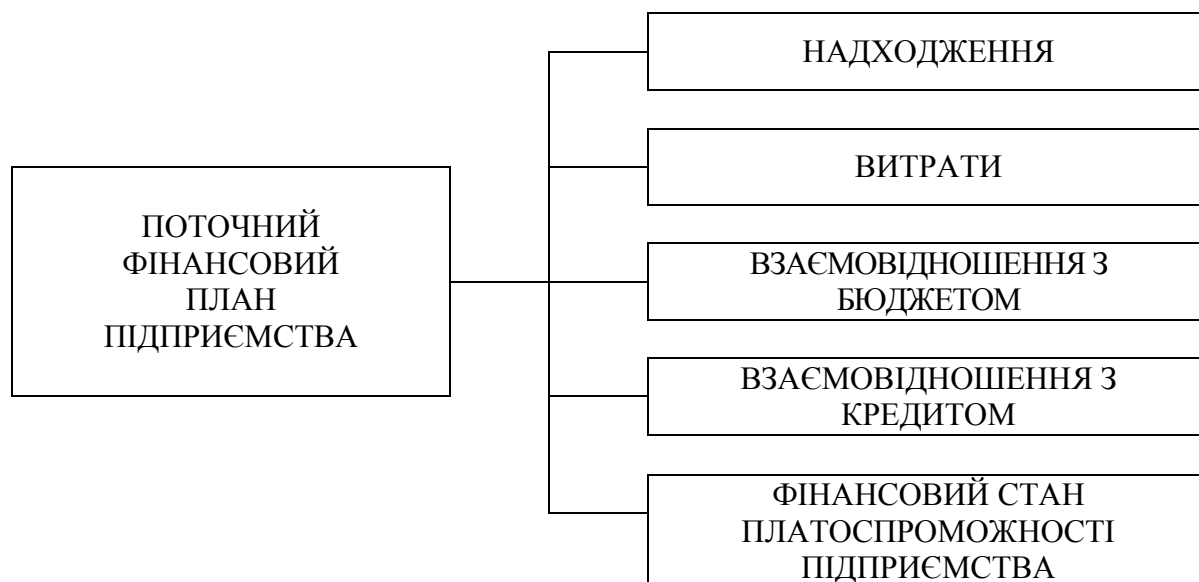 ПОТОЧНИЙ
ФІНАНСОВИЙ
ПЛАН
ПІДПРИЄМСТВА
НАДХОДЖЕННЯ
ВИТРАТИ
ВЗАЄМОВІДНОШЕННЯ З
БЮДЖЕТОМ
ВЗАЄМОВІДНОШЕННЯ З
КРЕДИТОМ
ФІНАНСОВИЙ СТАН
ПЛАТОСПРОМОЖНОСТІ
ПІДПРИЄМСТВА